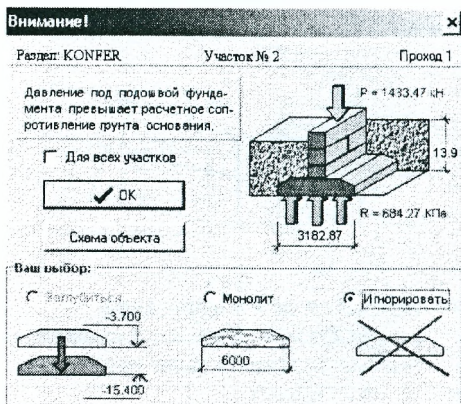 Внимание!
Раздел: KONFER Участок № 2 Проход 1
Давление под подошвой фунда-
мента превышает расчетное соп-
ротивление грунта основания.
P = 1433.47 кН
13.9
Для всех участков
OK
R = 684.27 КПа
Схема объекта
3182.87
Ваш выбор:
Заглубиться
Монолит
Игнорировать
-3.700
6000
-15.400